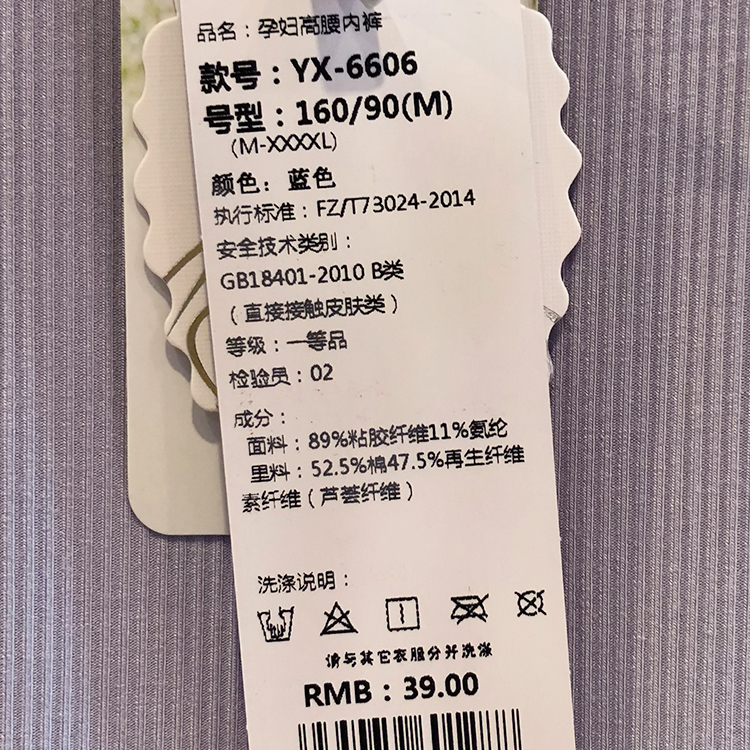 品名：孕妇高腰内裤
款号：YX-6606
号型：160/90(M)
(M-XXXXL)
颜色：蓝色
执行标准：FZ/T73024-2014
安全技术类别：
GB18401-2010 B类
（直接接触皮肤类）
等级：一等品
检验员：02
成分：
面料：89%粘胶纤维11%氨纶
里料：52.5%棉47.5%再生纤维
素纤维（芦荟纤维）
洗涤说明：
请与其它衣服分开洗涤
RMB：39.00